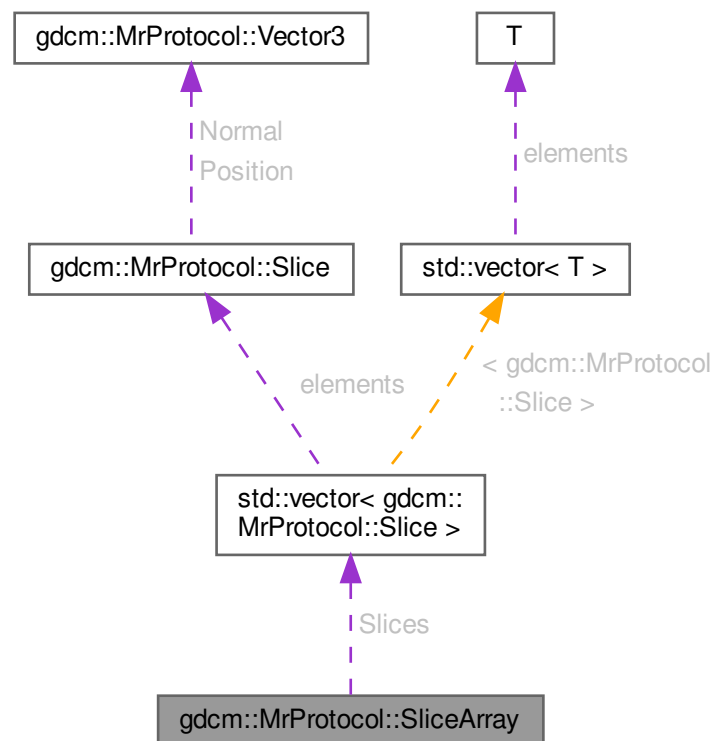 gdcm::MrProtocol::Vector3
T
Normal
Position
elements
gdcm::MrProtocol::Slice
std::vector< T >
elements
< gdcm::MrProtocol
::Slice >
std::vector< gdcm::
MrProtocol::Slice >
Slices
gdcm::MrProtocol::SliceArray